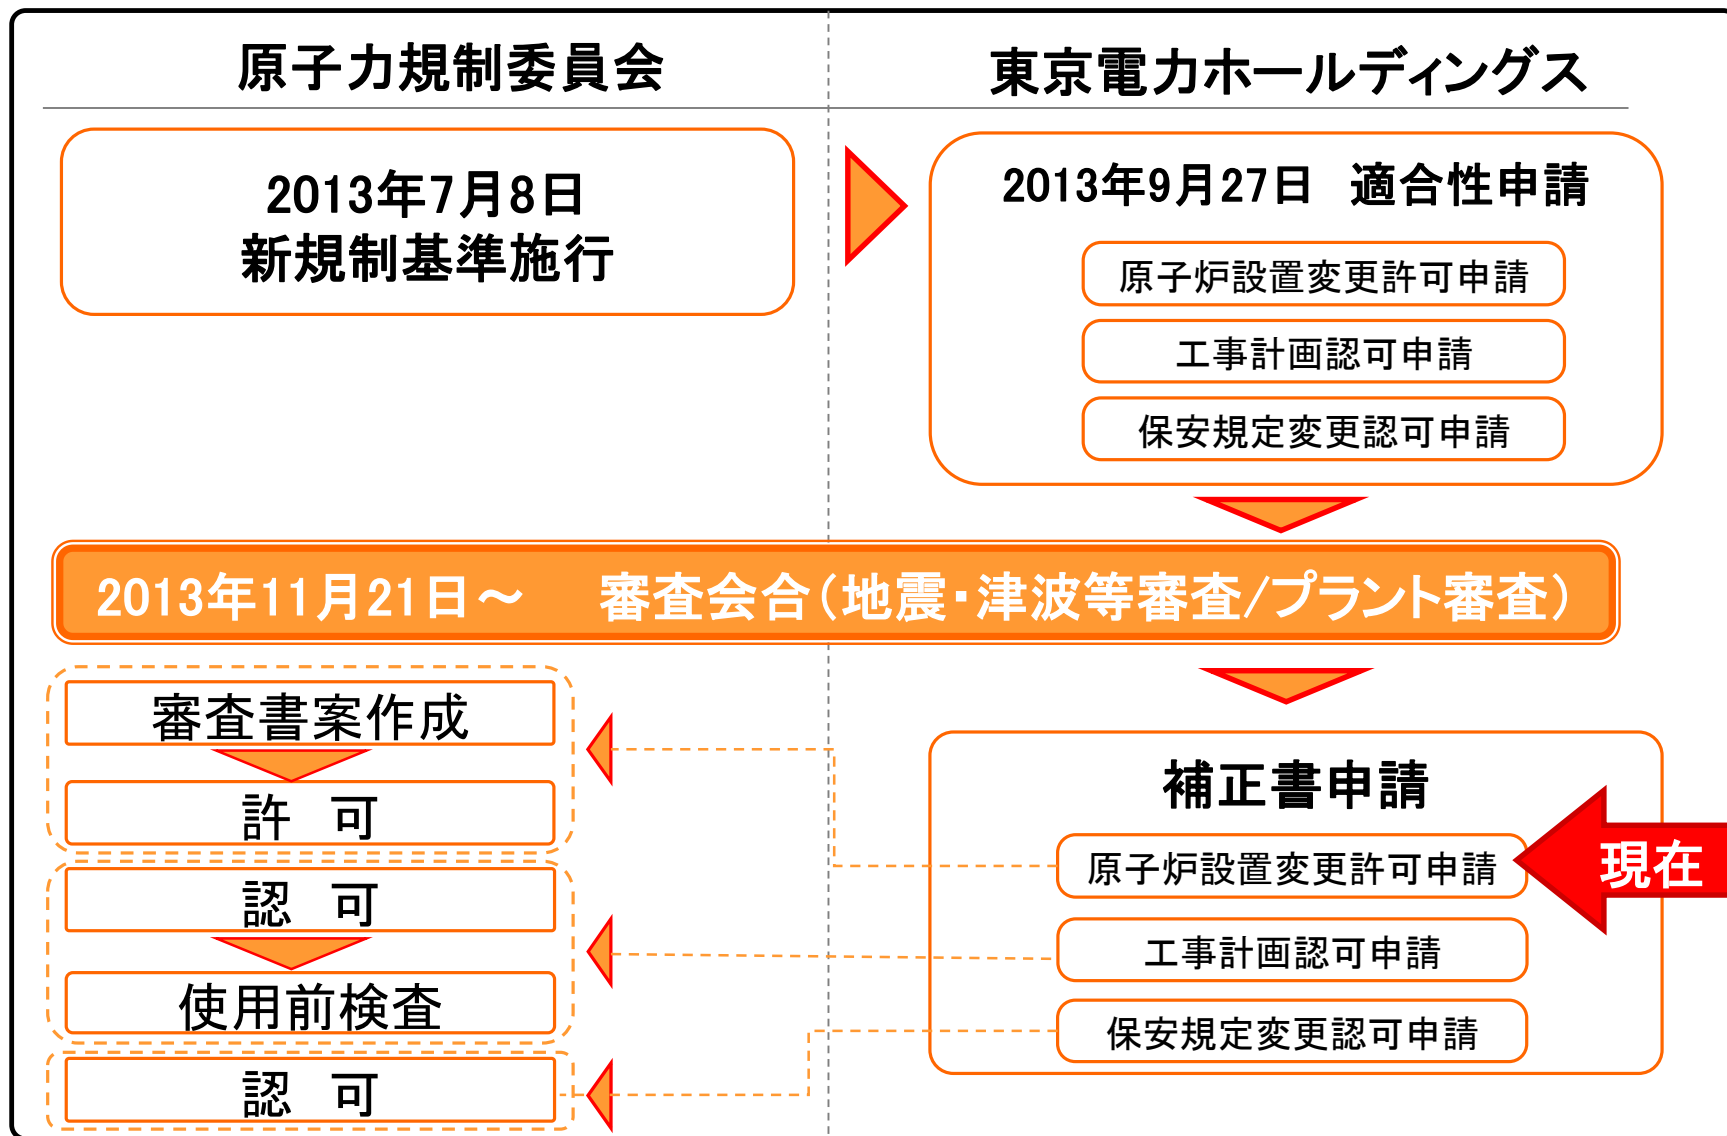 原子力規制委員会
東京電力ホールディングス
2013年7月8日
新規制基準施行
2013年9月27日　適合性申請
原子炉設置変更許可申請
工事計画認可申請
保安規定変更認可申請
2013年11月21日～　審査会合(地震・津波等審査/プラント審査)
審査書案作成
許　可
認　可
使用前検査
認　可
補正書申請
原子炉設置変更許可申請
工事計画認可申請
保安規定変更認可申請
現在